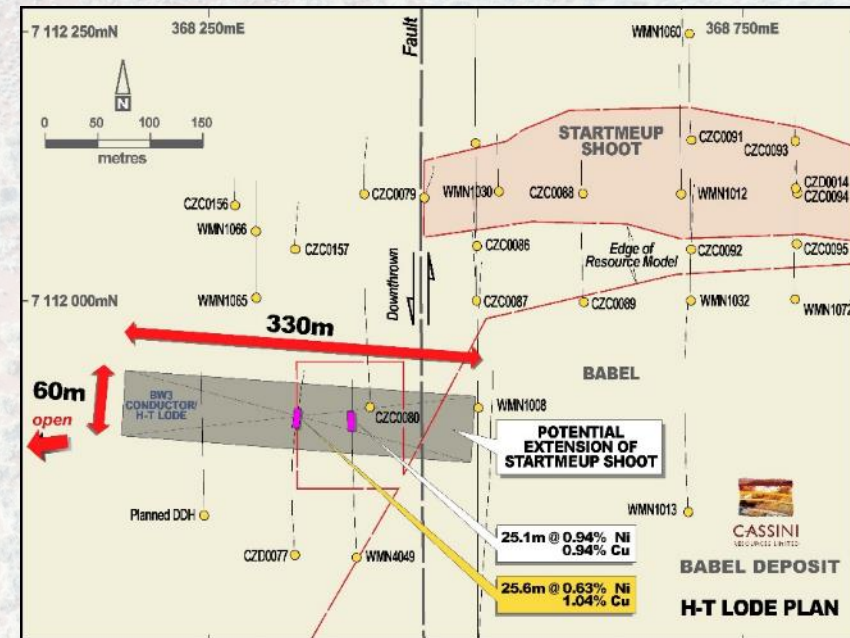 7 112 250mN
368 250mE
Fault
WMN1060
368 750mE
N
0 50 100 150
metres
STARTMEUP
SHOOT
CZC0091
CZC0093
CZC0156
CZC0079
WMN1030
CZC0088
WMN1012
CZD0014
CZC0094
WMN1066
CZC0157
CZC0086
Edge of
Resource Model
CZC0092
CZC0095
Downthrown
7 112 000mN
WMN1065
CZC0087
CZC0089
WMN1032
WMN1072
330m
BABEL
60m
BW3
CONDUCTOR/
H-T LODE
open
CZC0080
WMN1008
POTENTIAL
EXTENSION OF
STARTMEUP SHOOT
Planned DDH
WMN1013
CZD0077
WMN4049
25.1m @ 0.94% Ni
0.94% Cu
25.6m @ 0.63% Ni
1.04% Cu
CASSINI
RESOURCES LIMITED
BABEL DEPOSIT
H-T LODE PLAN